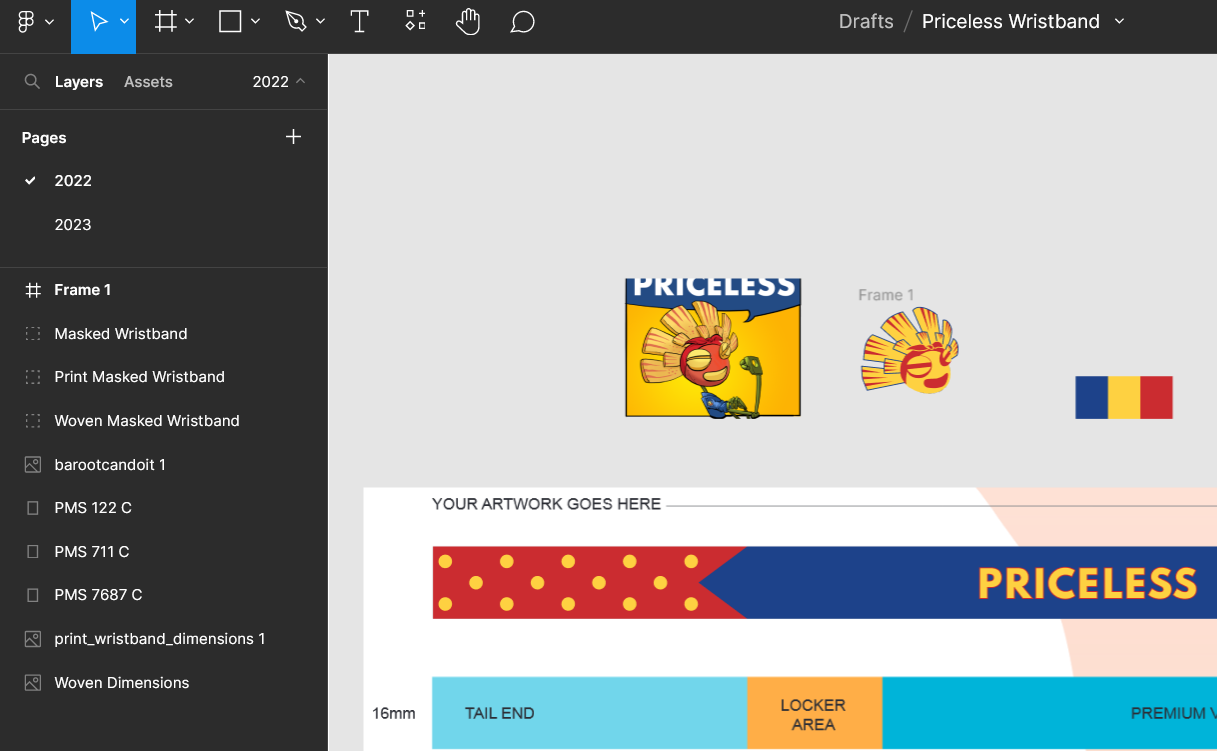 Drafts / Priceless Wristband
Layers Assets 2022
Pages
2022
2023
Frame 1
Masked Wristband
Print Masked Wristband
Woven Masked Wristband
barootcandoit 1
PMS 122 C
PMS 711 C
PMS 7687 C
print_wristband_dimensions 1
Woven Dimensions
PRICELESS
Frame 1
YOUR ARTWORK GOES HERE
PRICELESS
16mm
TAIL END
LOCKER
AREA
PREMIUM